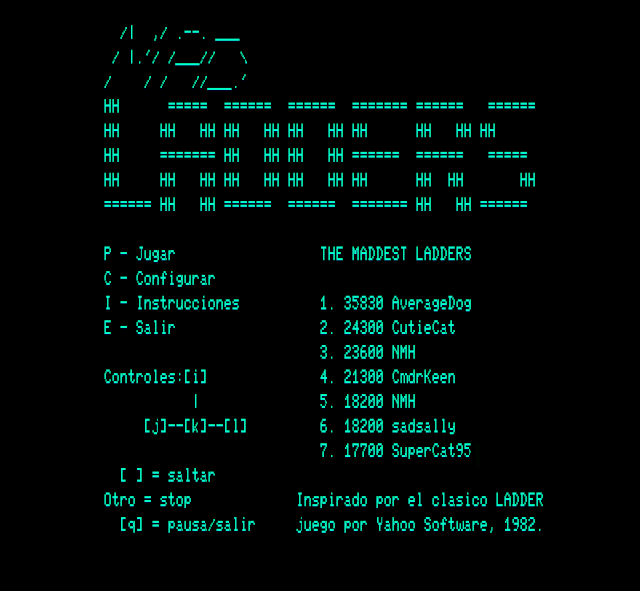 MAD
LADDERS
P - Jugar
C - Configurar
I - Instrucciones
E - Salir
Controles:[i]
|
[j]--[k]--[l]
[ ] = saltar
Otro = stop
[q] = pausa/salir
THE MADDEST LADDERS
1. 35830 AverageDog
2. 24300 CutieCat
3. 23600 NMH
4. 21300 CmdrKeen
5. 18200 NMH
6. 18200 sadsally
7. 17700 SuperCat95
Inspirado por el clasico LADDER
juego por Yahoo Software, 1982.